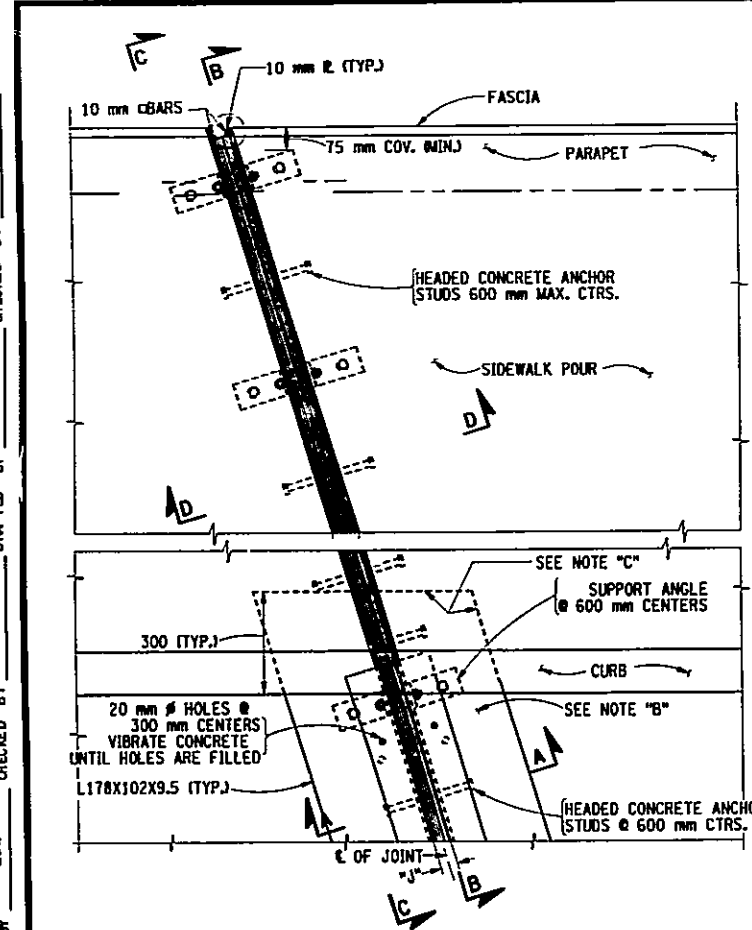 C
B
10 mm ℄ (TYP.)
10 mm □BARS
FASCIA
75 mm COV. (MIN.)
PARAPET
HEADED CONCRETE ANCHOR
STUDS 600 mm MAX. CTRS.
SIDEWALK POUR
D
D
SEE NOTE "C"
SUPPORT ANGLE
@ 600 mm CENTERS
300 (TYP.)
CURB
20 mm ø HOLES @
300 mm CENTERS
VIBRATE CONCRETE
UNTIL HOLES ARE FILLED
SEE NOTE "B"
A
L178X102X9.5 (TYP.)
HEADED CONCRETE ANCHO
STUDS @ 600 mm CTRS.
℄ OF JOINT
"J"
B
C
CHECKED BY